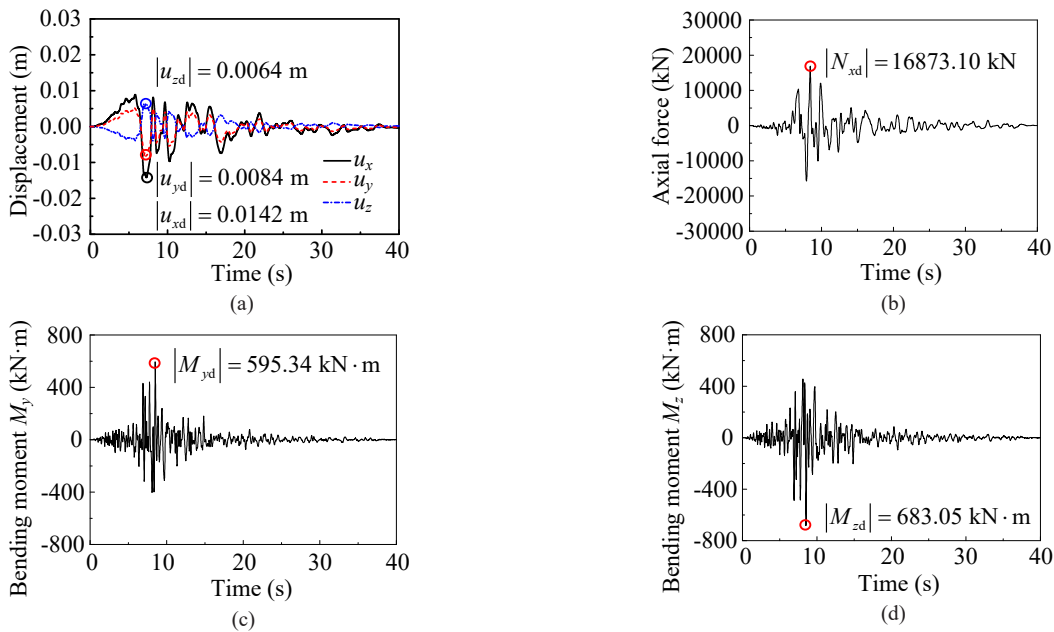 0.03
0.02
0.01
0.00
-0.01
-0.02
-0.03
Displacement (m)
|u_zd| = 0.0064 m
|u_yd| = 0.0084 m
|u_xd| = 0.0142 m
u_x
u_y
u_z
0 10 20 30 40
Time (s)
(a)
30000
20000
10000
0
-10000
-20000
-30000
Axial force (kN)
|N_xd| = 16873.10 kN
0 10 20 30 40
Time (s)
(b)
800
400
0
-400
-800
Bending moment M_y (kN·m)
|M_yd| = 595.34 kN·m
0 10 20 30 40
Time (s)
(c)
800
400
0
-400
-800
Bending moment M_z (kN·m)
|M_zd| = 683.05 kN·m
0 10 20 30 40
Time (s)
(d)